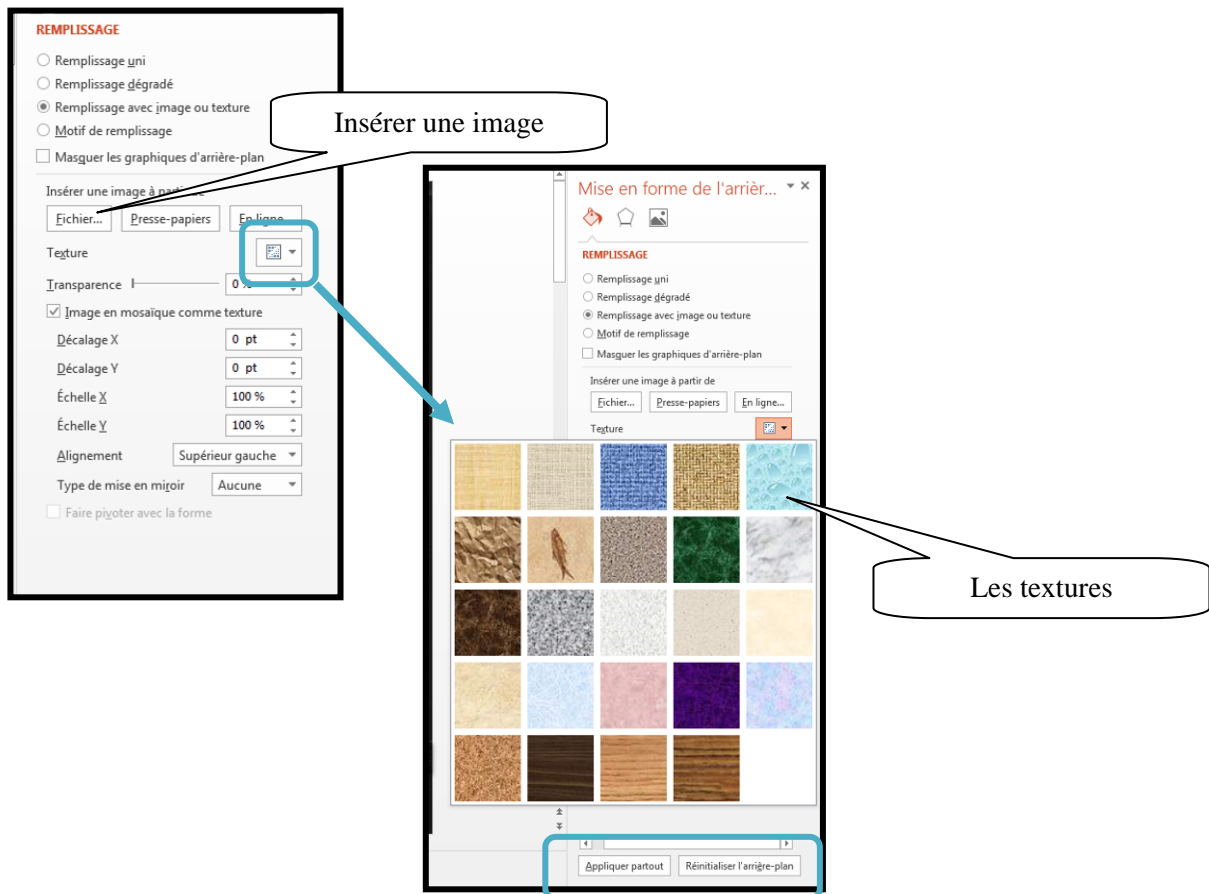 REMPLISSAGE
Remplissage uni
Remplissage dégradé
Remplissage avec image ou texture
Motif de remplissage
Masquer les graphiques d'arrière-plan
Insérer une image à partir de
Fichier... Presse-papiers En ligne...
Texture
Transparence 0 %
Image en mosaïque comme texture
Décalage X 0 pt
Décalage Y 0 pt
Échelle X 100 %
Échelle Y 100 %
Alignement Supérieur gauche
Type de mise en miroir Aucune
Faire pivoter avec la forme
Insérer une image
Mise en forme de l'arrièr...
REMPLISSAGE
Remplissage uni
Remplissage dégradé
Remplissage avec image ou texture
Motif de remplissage
Masquer les graphiques d'arrière-plan
Insérer une image à partir de
Fichier... Presse-papiers En ligne...
Texture
Les textures
Appliquer partout Réinitialiser l'arrière-plan